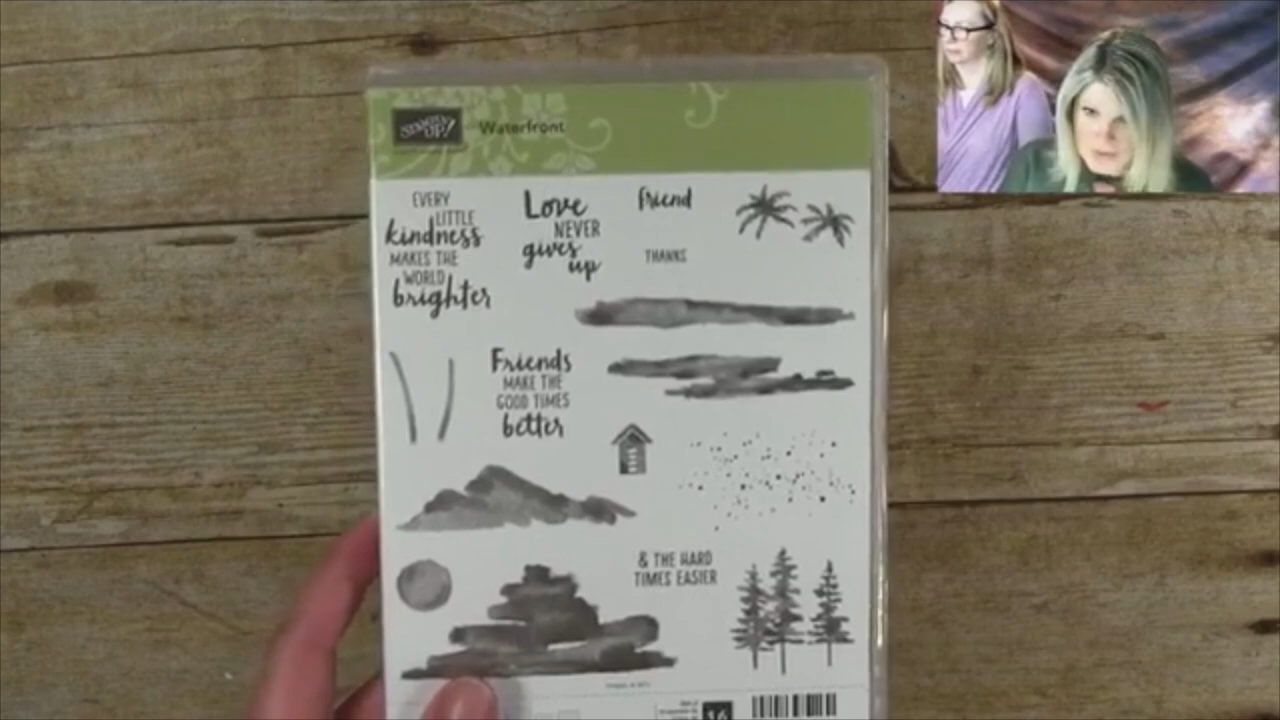 STAMPIN' UP!
Waterfront
EVERY
LITTLE
kindness
MAKES THE
WORLD
brighter
Love
NEVER
gives
up
friend
THANKS
Friends
MAKE THE
GOOD TIMES
better
& THE HARD
TIMES EASIER